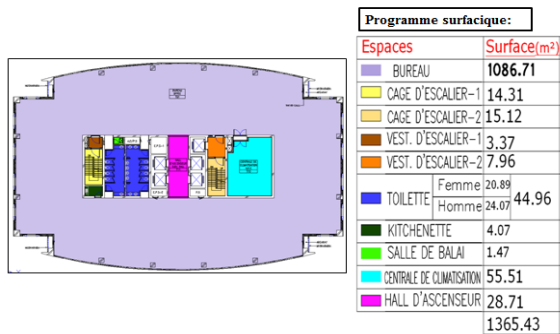 Programme surfacique:
Espaces Surface(m²)
BUREAU 1086.71
CAGE D'ESCALIER-1 14.31
CAGE D'ESCALIER-2 15.12
VEST. D'ESCALIER-1 3.37
VEST. D'ESCALIER-2 7.96
TOILETTE Femme 20.89 44.96
Homme 24.07
KITCHENETTE 4.07
SALLE DE BALAI 1.47
CENTRALE DE CLIMATISATION 55.51
HALL D'ASCENSEUR 28.71
1365.43